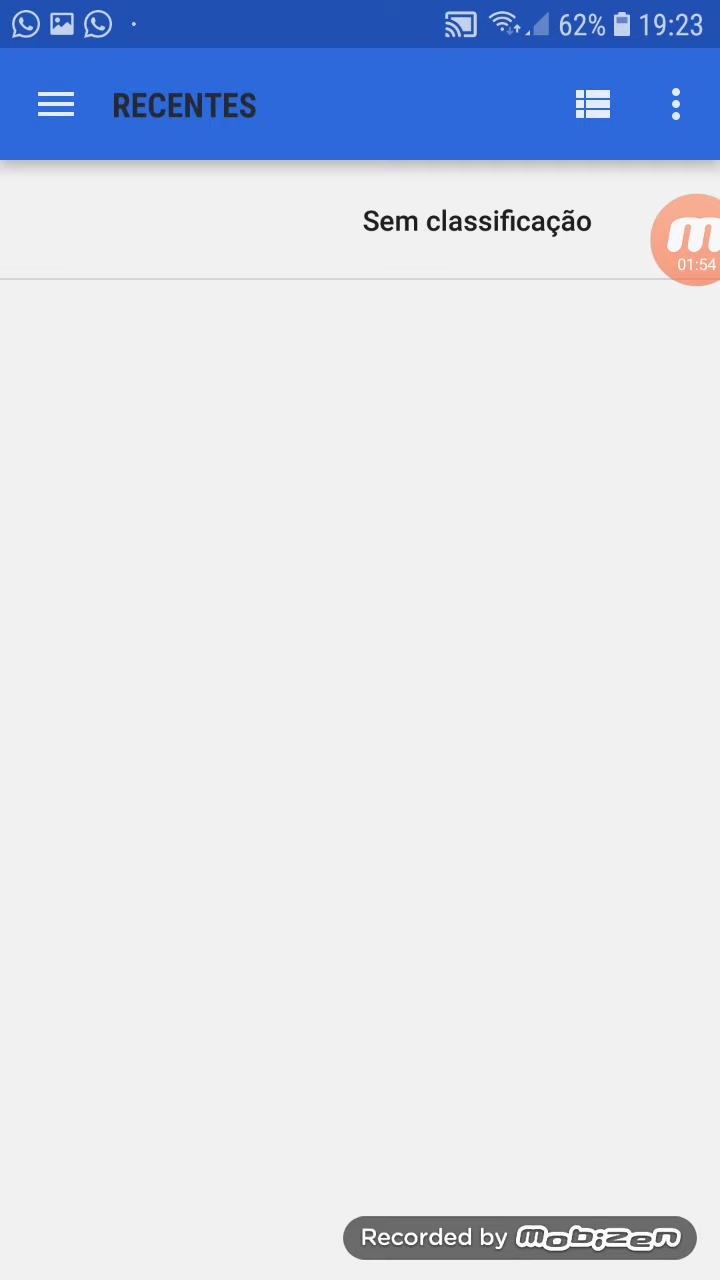 62% 19:23
RECENTES
Sem classificação
m
01:54
Recorded by mobizen